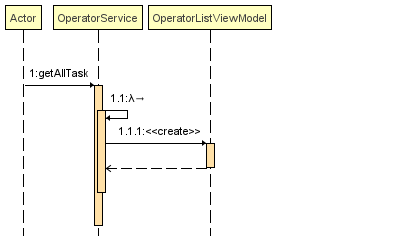 Actor
OperatorService
OperatorListViewModel
1:getAllTask
1.1:λ→
1.1.1:<<create>>